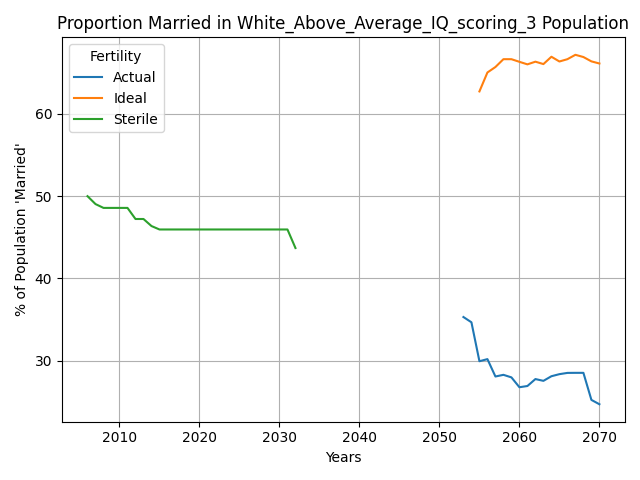 Proportion Married in White_Above_Average_IQ_scoring_3 Population
Fertility
Actual
Ideal
Sterile
% of Population 'Married'
60
50
40
30
2010 2020 2030 2040 2050 2060 2070
Years